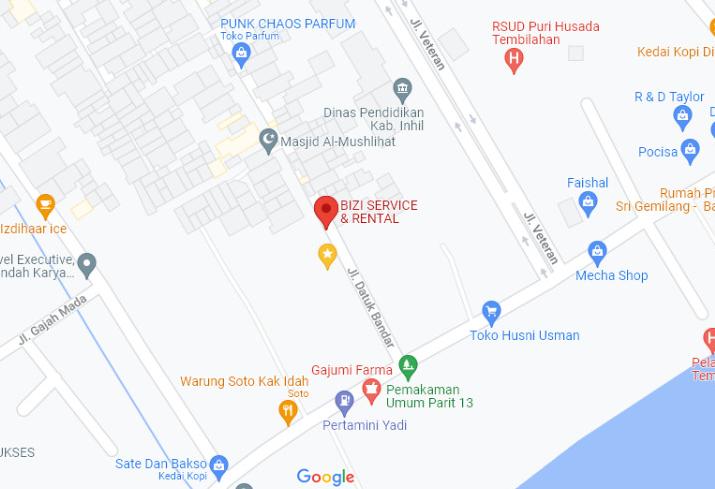 PUNK CHAOS PARFUM
Toko Parfum
Jl. Veteran
RSUD Puri Husada
Tembilahan
Kedai Kopi Di
R & D Taylor
D
Dinas Pendidikan
Kab, Inhil
Masjid Al-Mushlihat
Pocisa
Faishal
Rumah Pr
Sri Gemilang - Ba
BIZI SERVICE
& RENTAL
Izdihaar ice
Jl. Veteran
vel Executive,
ndah Karya...
Mecha Shop
Jl. Datuk Bandar
Jl. Gajah Mada
Toko Husni Usman
Gajumi Farma
Pela
Temb
Warung Soto Kak Idah
Soto
Pemakaman
Umum Parit 13
Pertamini Yadi
UKSES
Sate Dan Bakso
Kedai Kopi
Google